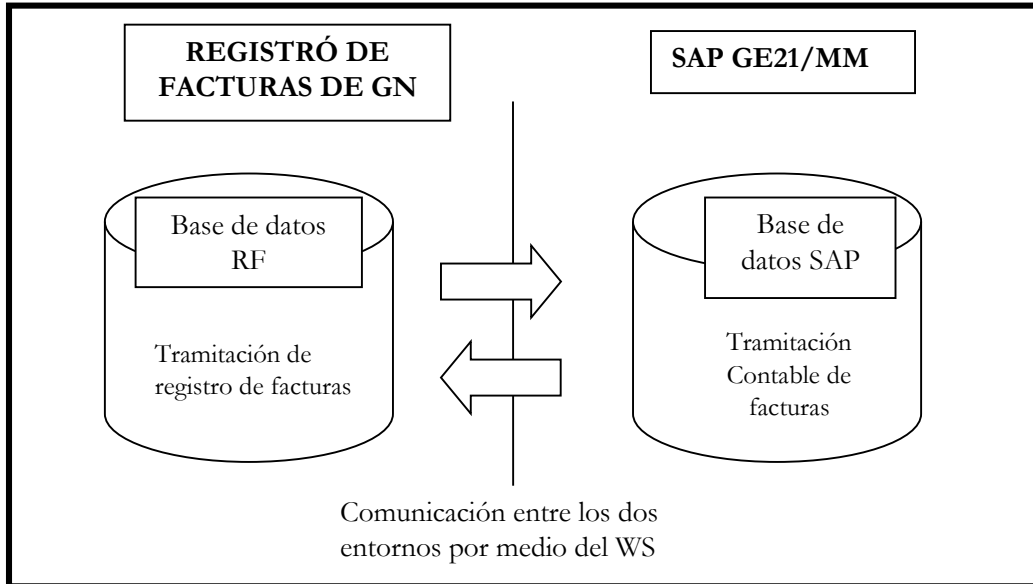 REGISTRÓ DE
FACTURAS DE GN
SAP GE21/MM
Base de datos
RF
Base de
datos SAP
Tramitación de
registro de facturas
Tramitación
Contable de
facturas
Comunicación entre los dos
entornos por medio del WS